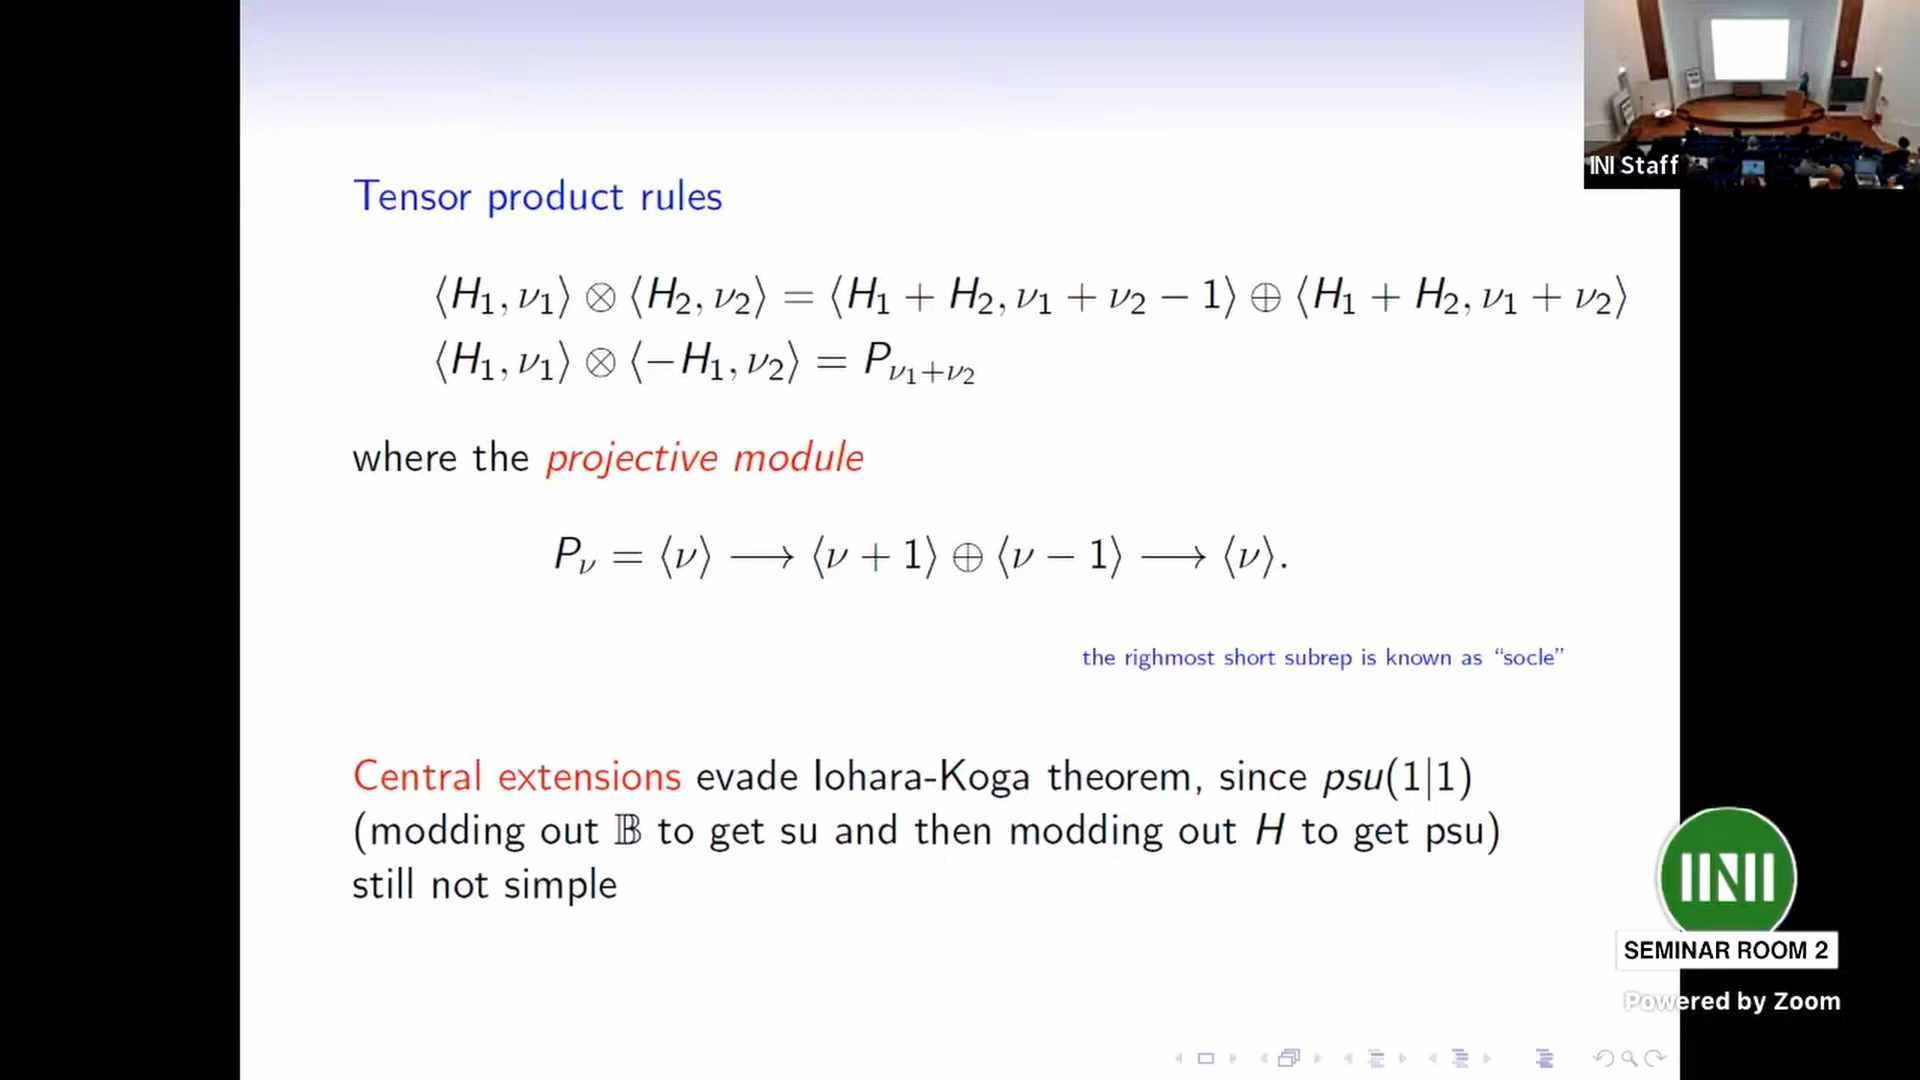 INI Staff
Tensor product rules
⟨H₁, ν₁⟩ ⊗ ⟨H₂, ν₂⟩ = ⟨H₁ + H₂, ν₁ + ν₂ − 1⟩ ⊕ ⟨H₁ + H₂, ν₁ + ν₂⟩
⟨H₁, ν₁⟩ ⊗ ⟨−H₁, ν₂⟩ = P_{ν₁+ν₂}
where the projective module
P_ν = ⟨ν⟩ ⟶ ⟨ν + 1⟩ ⊕ ⟨ν − 1⟩ ⟶ ⟨ν⟩.
the righmost short subrep is known as “socle”
Central extensions evade Iohara-Koga theorem, since psu(1|1)
(modding out 𝔹 to get su and then modding out H to get psu)
still not simple
INI
SEMINAR ROOM 2
Powered by Zoom